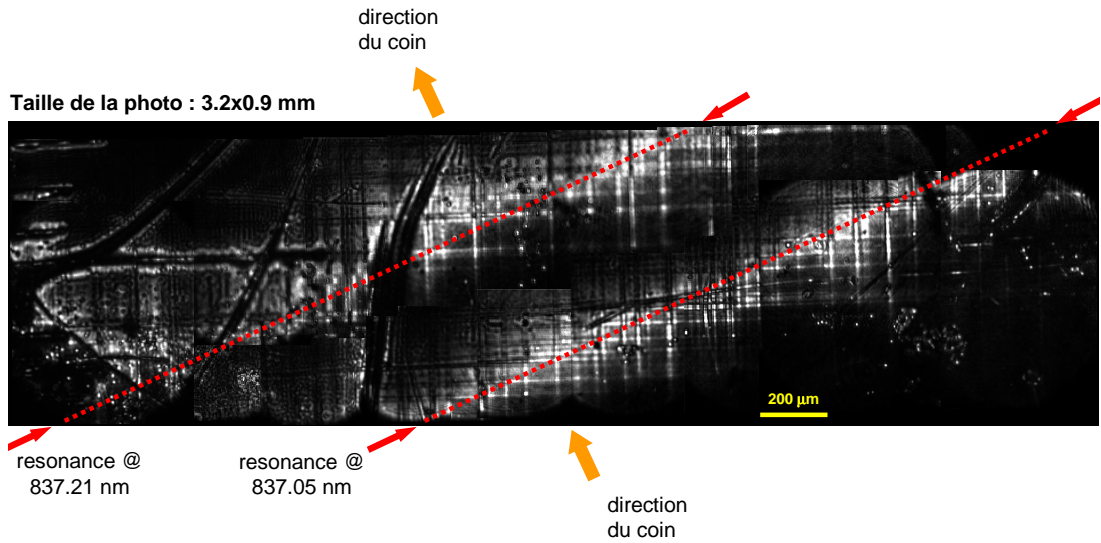 direction
du coin
Taille de la photo : 3.2x0.9 mm
200 µm
resonance @
837.21 nm
resonance @
837.05 nm
direction
du coin